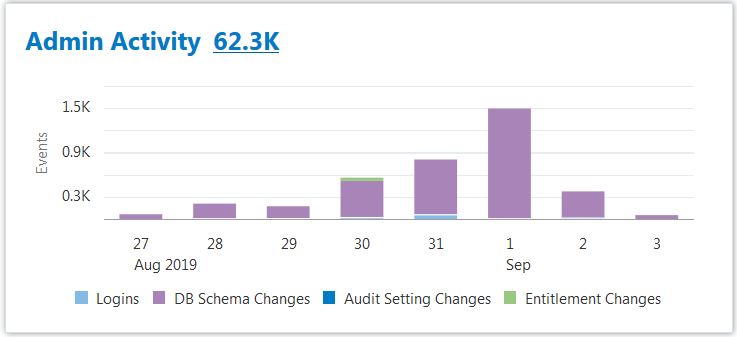 Admin Activity 62.3K
1.5K
0.9K
0.3K
Events
27 28 29 30 31 1 2 3
Aug 2019 Sep
Logins DB Schema Changes Audit Setting Changes Entitlement Changes